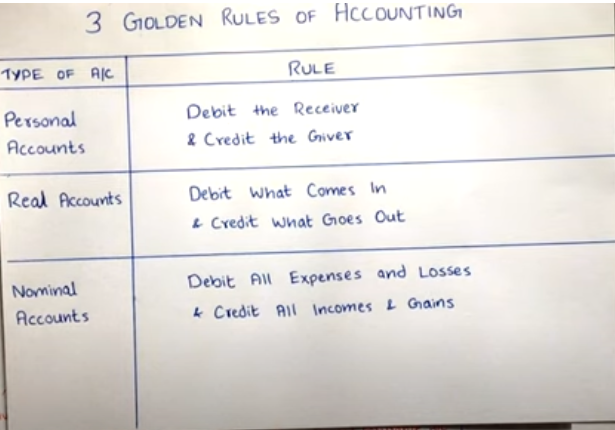 3 GOLDEN RULES OF ACCOUNTING
TYPE OF A/C
RULE
Personal
Accounts
Debit the Receiver
& Credit the Giver
Real Accounts
Debit What Comes In
& Credit What Goes Out
Nominal
Accounts
Debit All Expenses and Losses
& Credit All Incomes & Gains